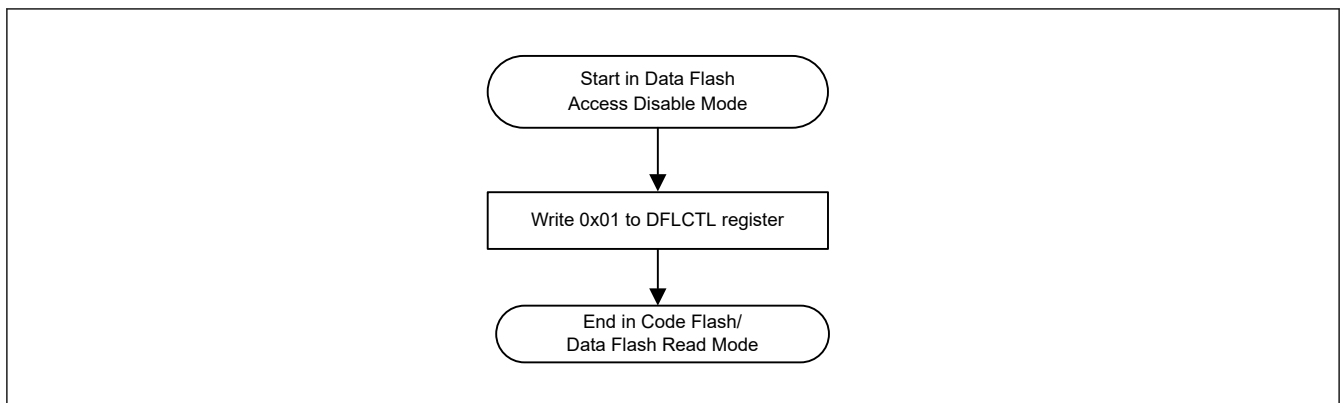 Start in Data Flash
Access Disable Mode
Write 0x01 to DFLCTL register
End in Code Flash/
Data Flash Read Mode